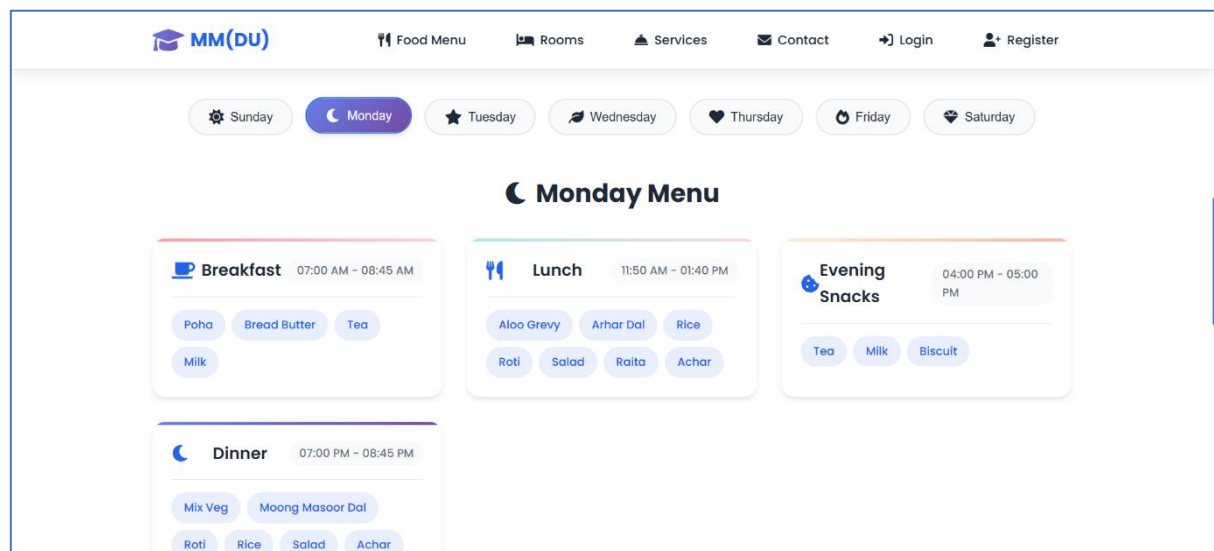 MM(DU) Food Menu Rooms Services Contact Login Register
Sunday Monday Tuesday Wednesday Thursday Friday Saturday
Monday Menu
Breakfast 07:00 AM - 08:45 AM
Poha Bread Butter Tea
Milk
Lunch 11:50 AM - 01:40 PM
Aloo Grevy Arhar Dal Rice
Roti Salad Raita Achar
Evening
Snacks
04:00 PM - 05:00
PM
Tea Milk Biscuit
Dinner 07:00 PM - 08:45 PM
Mix Veg Moong Masoor Dal
Roti Rice Salad Achar